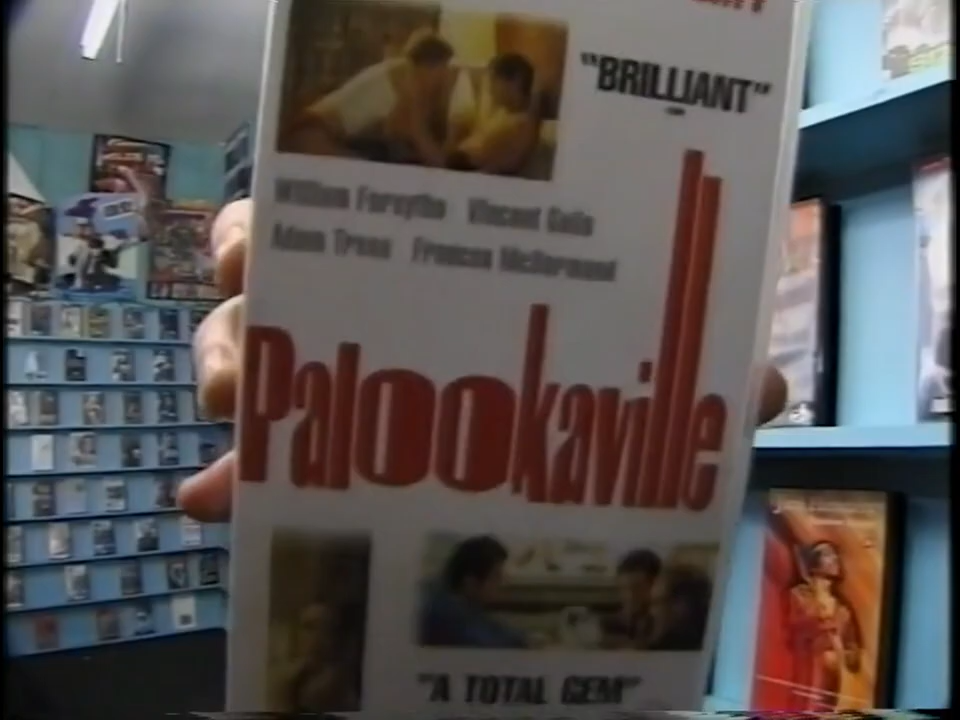 "BRILLIANT"
William Forsythe Vincent Gallo
Adam Trese Frances McDormand
Palookaville
"A TOTAL GEM"